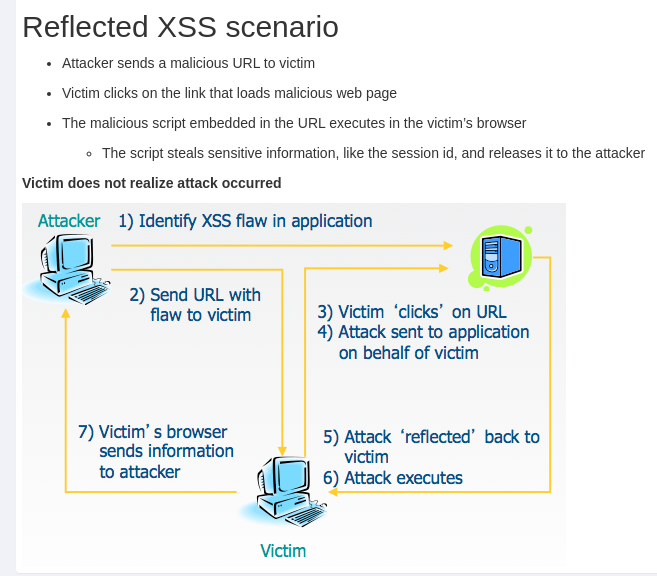 Reflected XSS scenario
Attacker sends a malicious URL to victim
Victim clicks on the link that loads malicious web page
The malicious script embedded in the URL executes in the victim's browser
The script steals sensitive information, like the session id, and releases it to the attacker
Victim does not realize attack occurred
Attacker
1) Identify XSS flaw in application
2) Send URL with
flaw to victim
3) Victim ‘clicks’ on URL
4) Attack sent to application
on behalf of victim
7) Victim’s browser
sends information
to attacker
5) Attack ‘reflected’ back to
victim
6) Attack executes
Victim